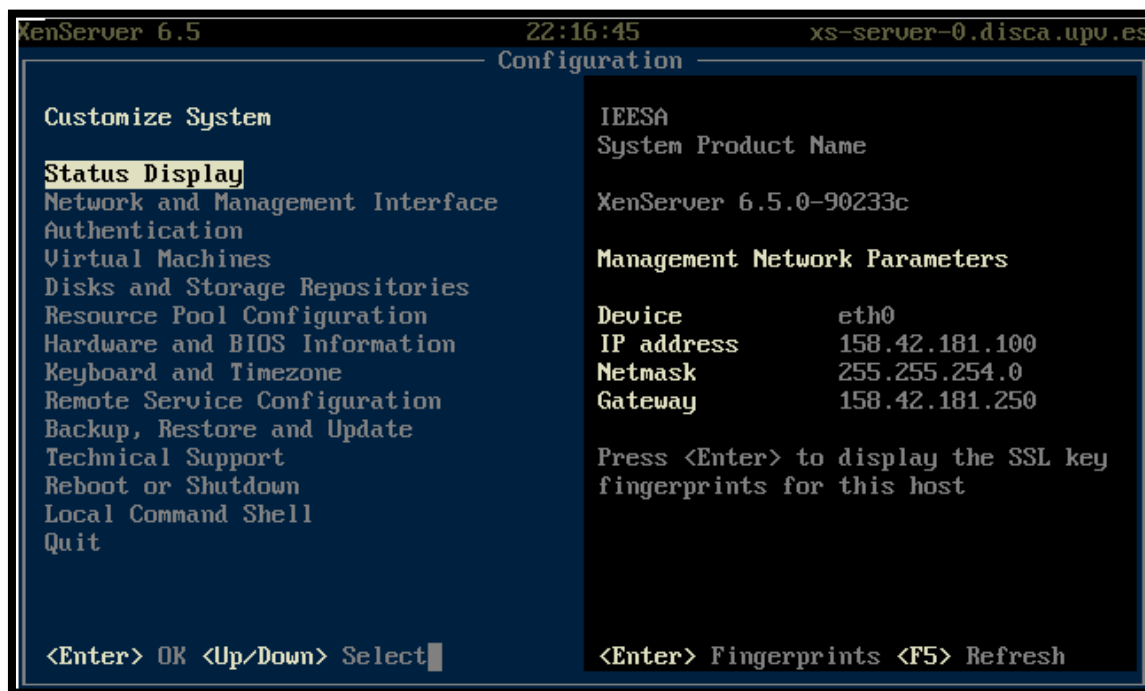 XenServer 6.5 22:16:45 xs-server-0.disca.upv.es
Configuration
Customize System
Status Display
Network and Management Interface
Authentication
Virtual Machines
Disks and Storage Repositories
Resource Pool Configuration
Hardware and BIOS Information
Keyboard and Timezone
Remote Service Configuration
Backup, Restore and Update
Technical Support
Reboot or Shutdown
Local Command Shell
Quit
<Enter> OK <Up/Down> Select
IEESA
System Product Name
XenServer 6.5.0-90233c
Management Network Parameters
Device eth0
IP address 158.42.181.100
Netmask 255.255.254.0
Gateway 158.42.181.250
Press <Enter> to display the SSL key
fingerprints for this host
<Enter> Fingerprints <F5> Refresh